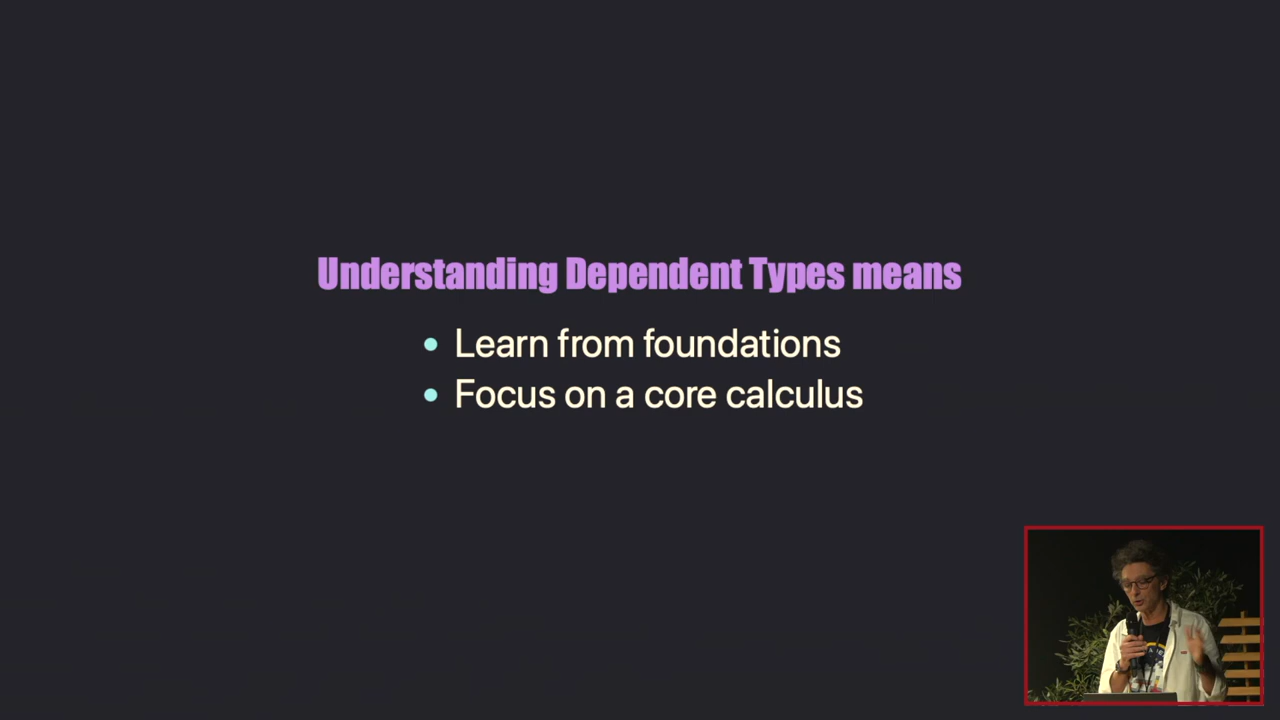 Understanding Dependent Types means
• Learn from foundations
• Focus on a core calculus